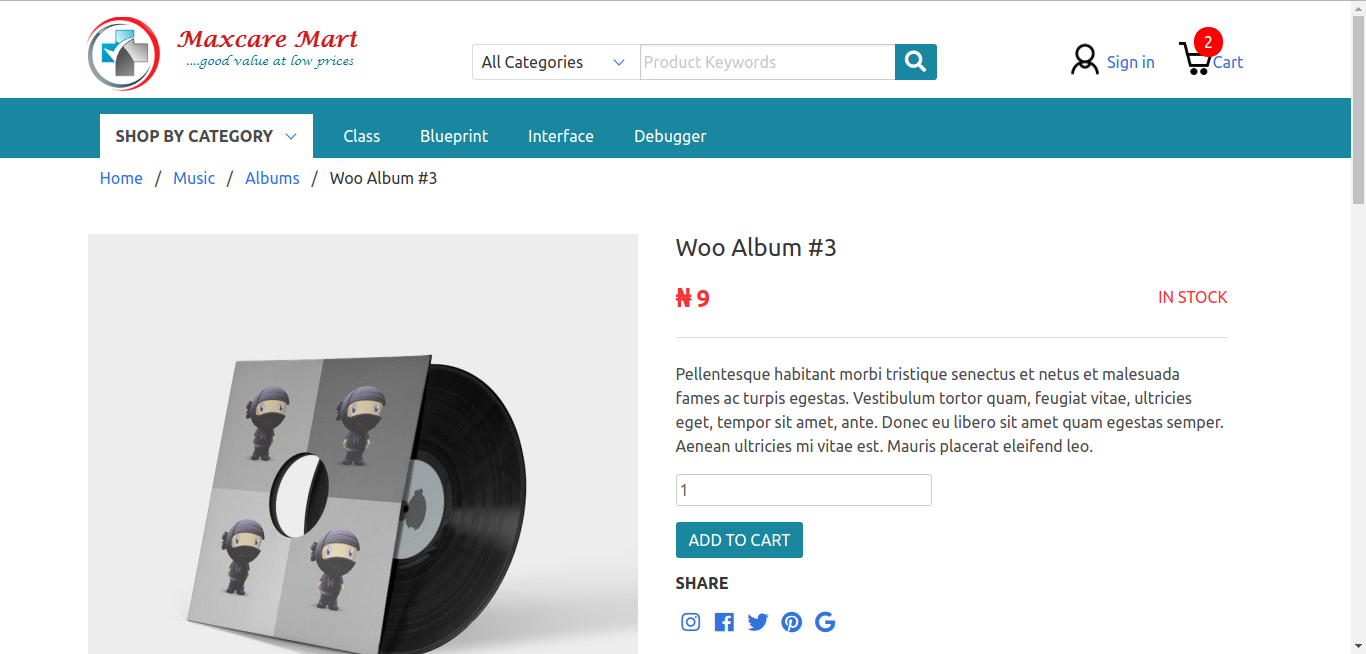 Maxcare Mart
....good value at low prices
All Categories
Product Keywords
Sign in
2
Cart
SHOP BY CATEGORY
Class
Blueprint
Interface
Debugger
Home / Music / Albums / Woo Album #3
Woo Album #3
₦ 9
IN STOCK
Pellentesque habitant morbi tristique senectus et netus et malesuada
fames ac turpis egestas. Vestibulum tortor quam, feugiat vitae, ultricies
eget, tempor sit amet, ante. Donec eu libero sit amet quam egestas semper.
Aenean ultricies mi vitae est. Mauris placerat eleifend leo.
1
ADD TO CART
SHARE